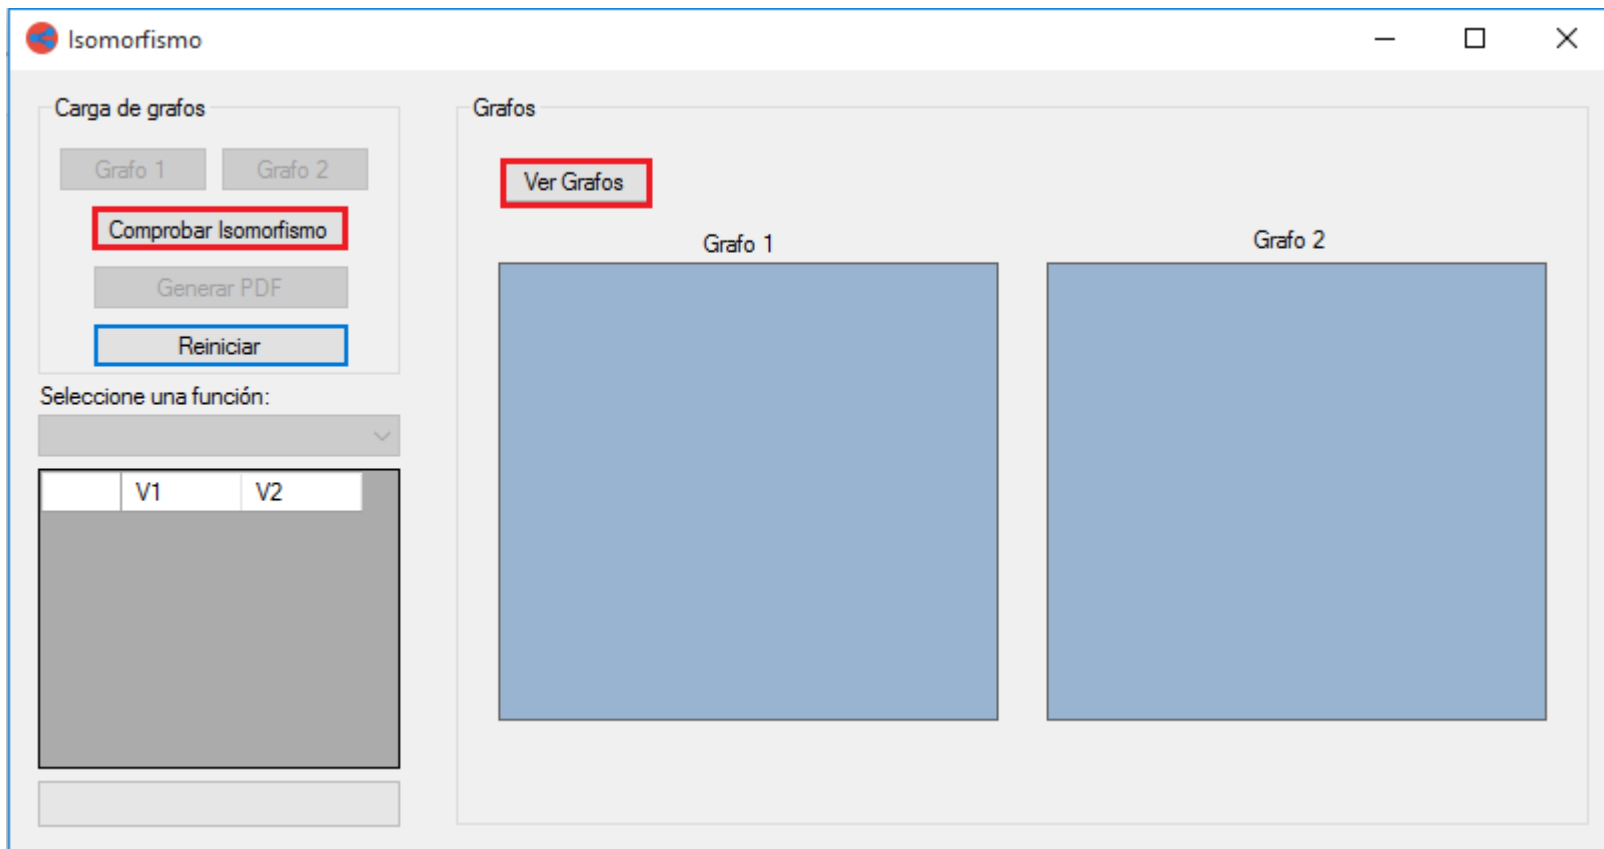 Isomorfismo
Carga de grafos
Grafo 1
Grafo 2
Comprobar Isomorfismo
Generar PDF
Reiniciar
Seleccione una función:
V1 V2
Grafos
Ver Grafos
Grafo 1
Grafo 2